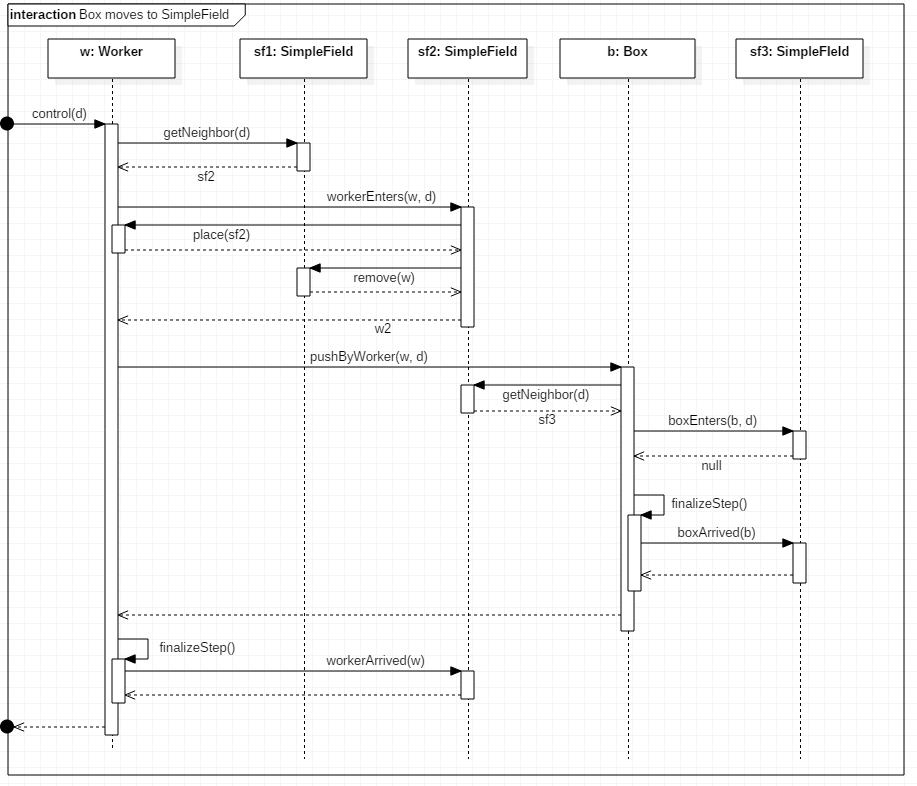 interaction Box moves to SimpleField
w: Worker
sf1: SimpleField
sf2: SimpleField
b: Box
sf3: SimpleFIeld
control(d)
getNeighbor(d)
sf2
workerEnters(w, d)
place(sf2)
remove(w)
w2
pushByWorker(w, d)
getNeighbor(d)
sf3
boxEnters(b, d)
null
finalizeStep()
boxArrived(b)
finalizeStep()
workerArrived(w)